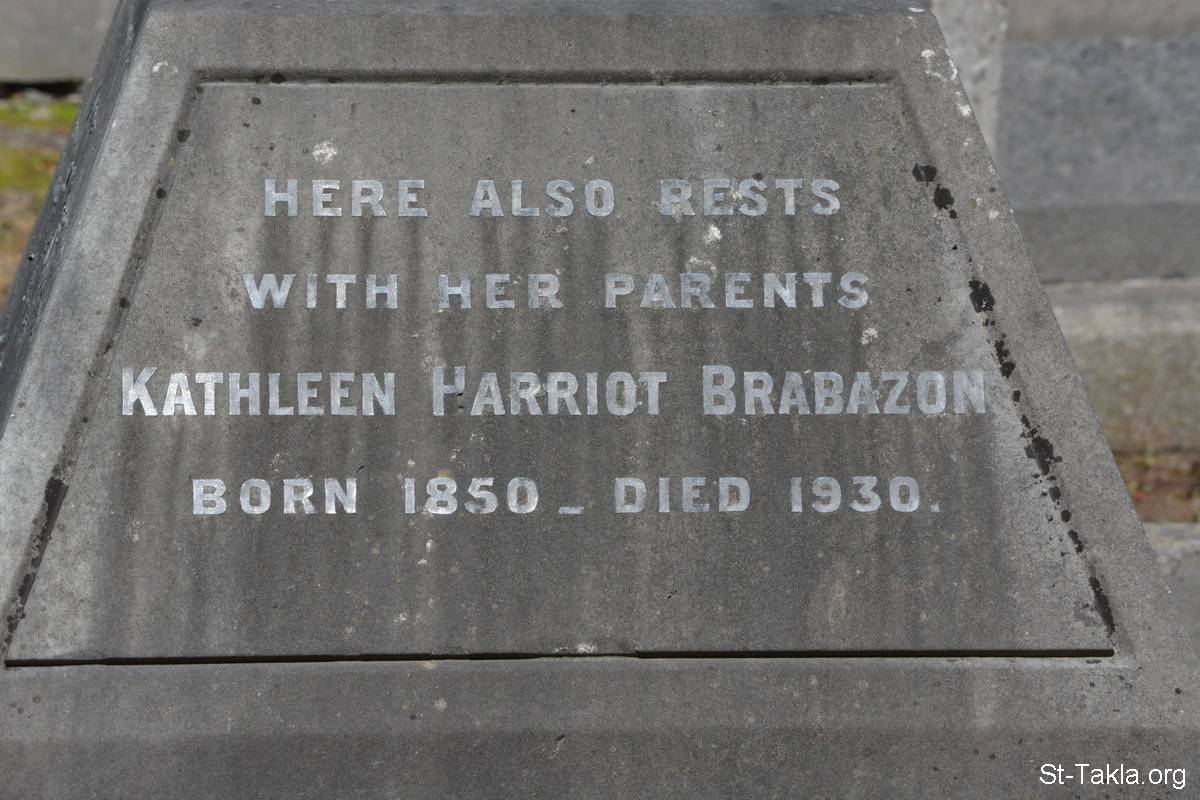 HERE ALSO RESTS
WITH HER PARENTS
KATHLEEN HARRIOT BRABAZON
BORN 1850 _ DIED 1930.
St-Takla.org